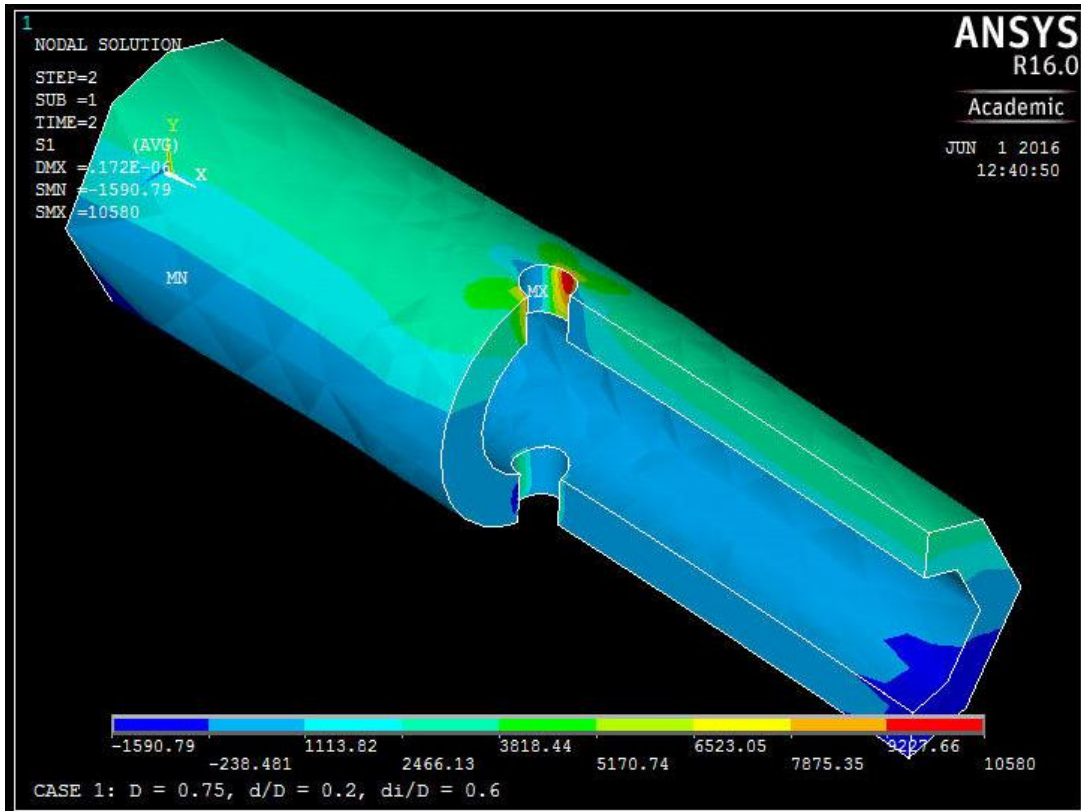 1
NODAL SOLUTION
STEP=2
SUB =1
TIME=2
S1 (AVG)
DMX =.172E-06
SMN =-1590.79
SMX =10580
Y
X
MN
MX
ANSYS
R16.0
Academic
JUN 1 2016
12:40:50
-1590.79 1113.82 3818.44 6523.05 9227.66
-238.481 2466.13 5170.74 7875.35 10580
CASE 1: D = 0.75, d/D = 0.2, di/D = 0.6